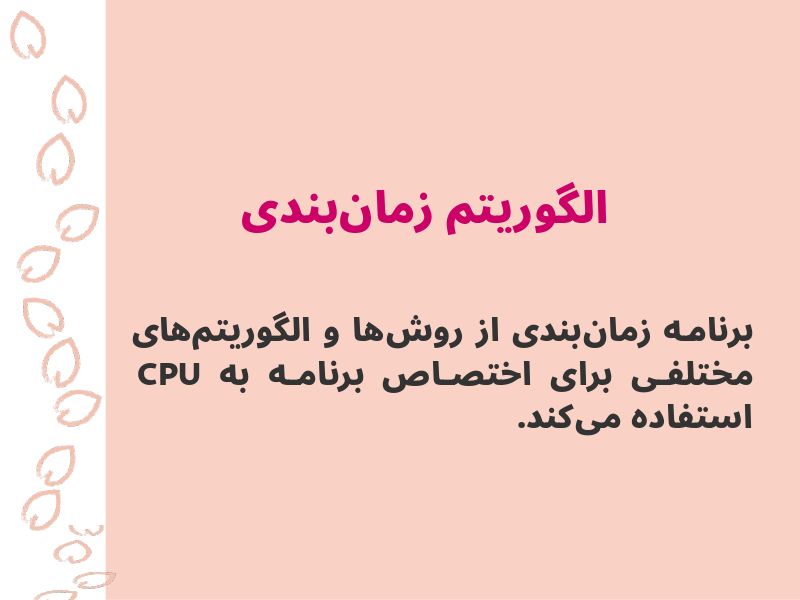 الگوریتم زمان‌بندی
برنامه زمان‌بندی از روش‌ها و الگوریتم‌های
مختلفی برای اختصاص برنامه به CPU
استفاده می‌کند.